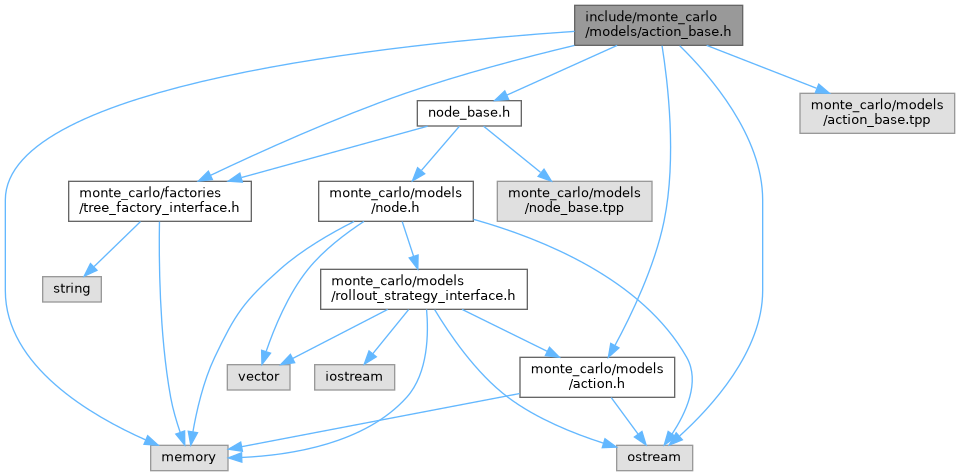 include/monte_carlo
/models/action_base.h
node_base.h
monte_carlo/models
/action_base.tpp
monte_carlo/factories
/tree_factory_interface.h
monte_carlo/models
/node.h
monte_carlo/models
/node_base.tpp
string
monte_carlo/models
/rollout_strategy_interface.h
vector
iostream
monte_carlo/models
/action.h
memory
ostream